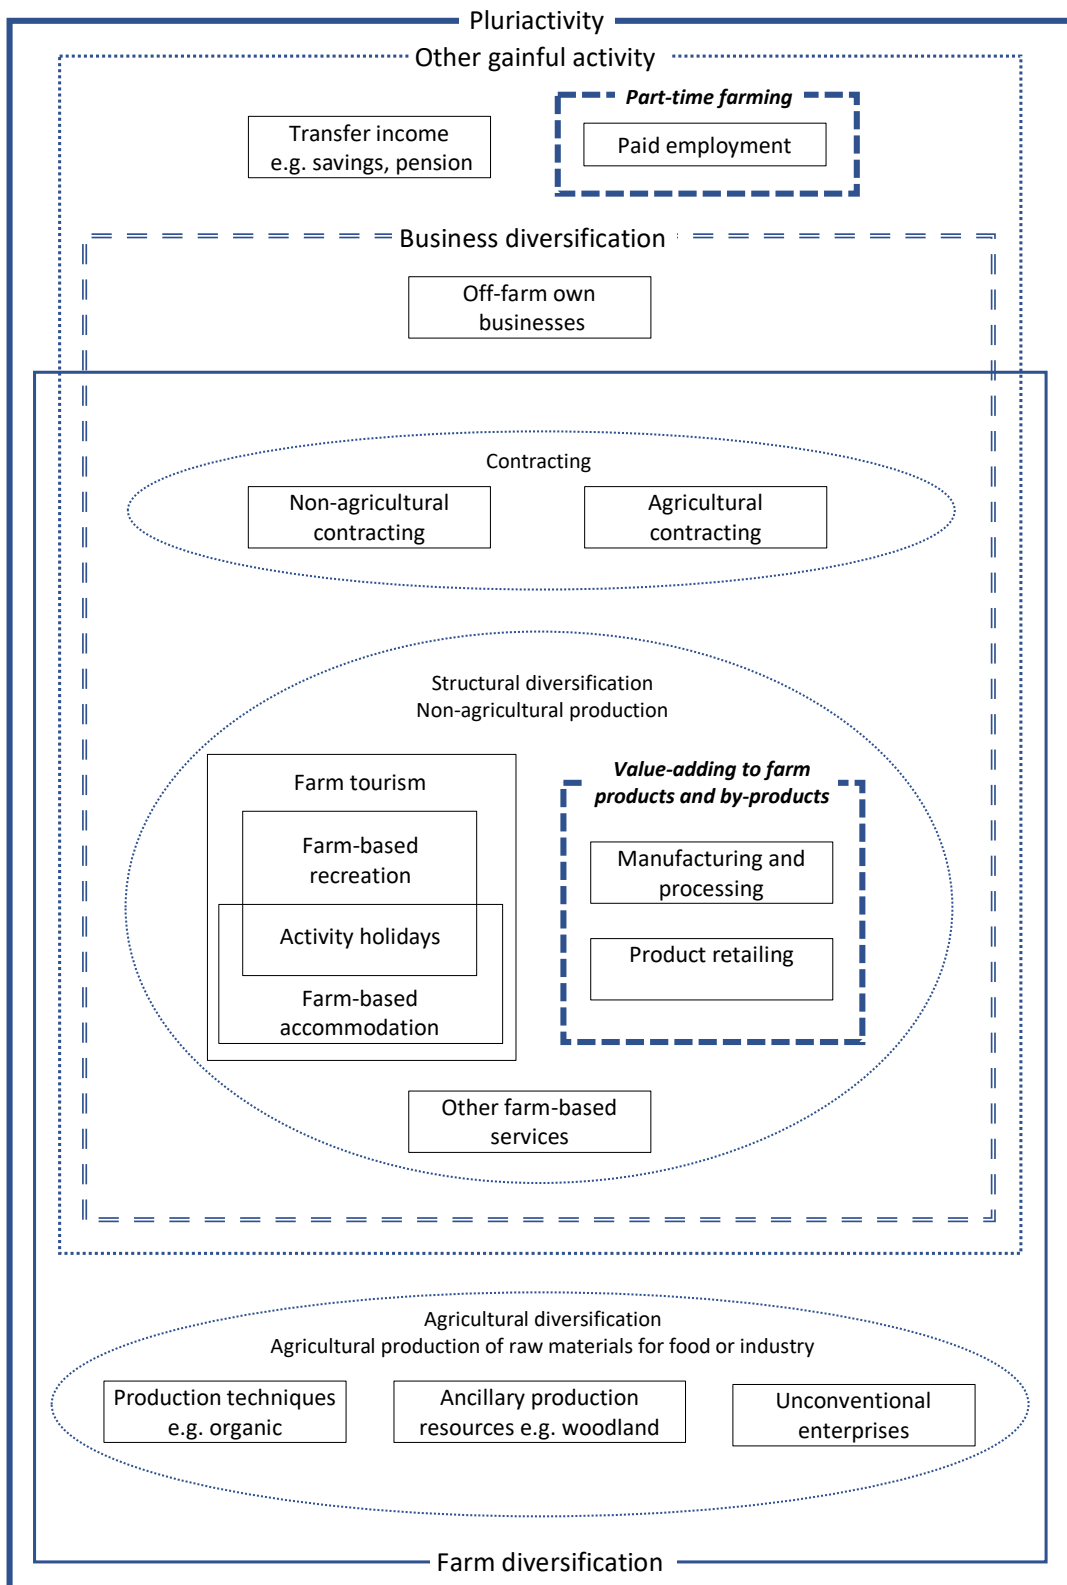 Pluriactivity
Other gainful activity
Part-time farming
Transfer income
e.g. savings, pension
Paid employment
Business diversification
Off-farm own
businesses
Contracting
Non-agricultural
contracting
Agricultural
contracting
Structural diversification
Non-agricultural production
Farm tourism
Farm-based
recreation
Activity holidays
Farm-based
accommodation
Value-adding to farm
products and by-products
Manufacturing and
processing
Product retailing
Other farm-based
services
Agricultural diversification
Agricultural production of raw materials for food or industry
Production techniques
e.g. organic
Ancillary production
resources e.g. woodland
Unconventional
enterprises
Farm diversification